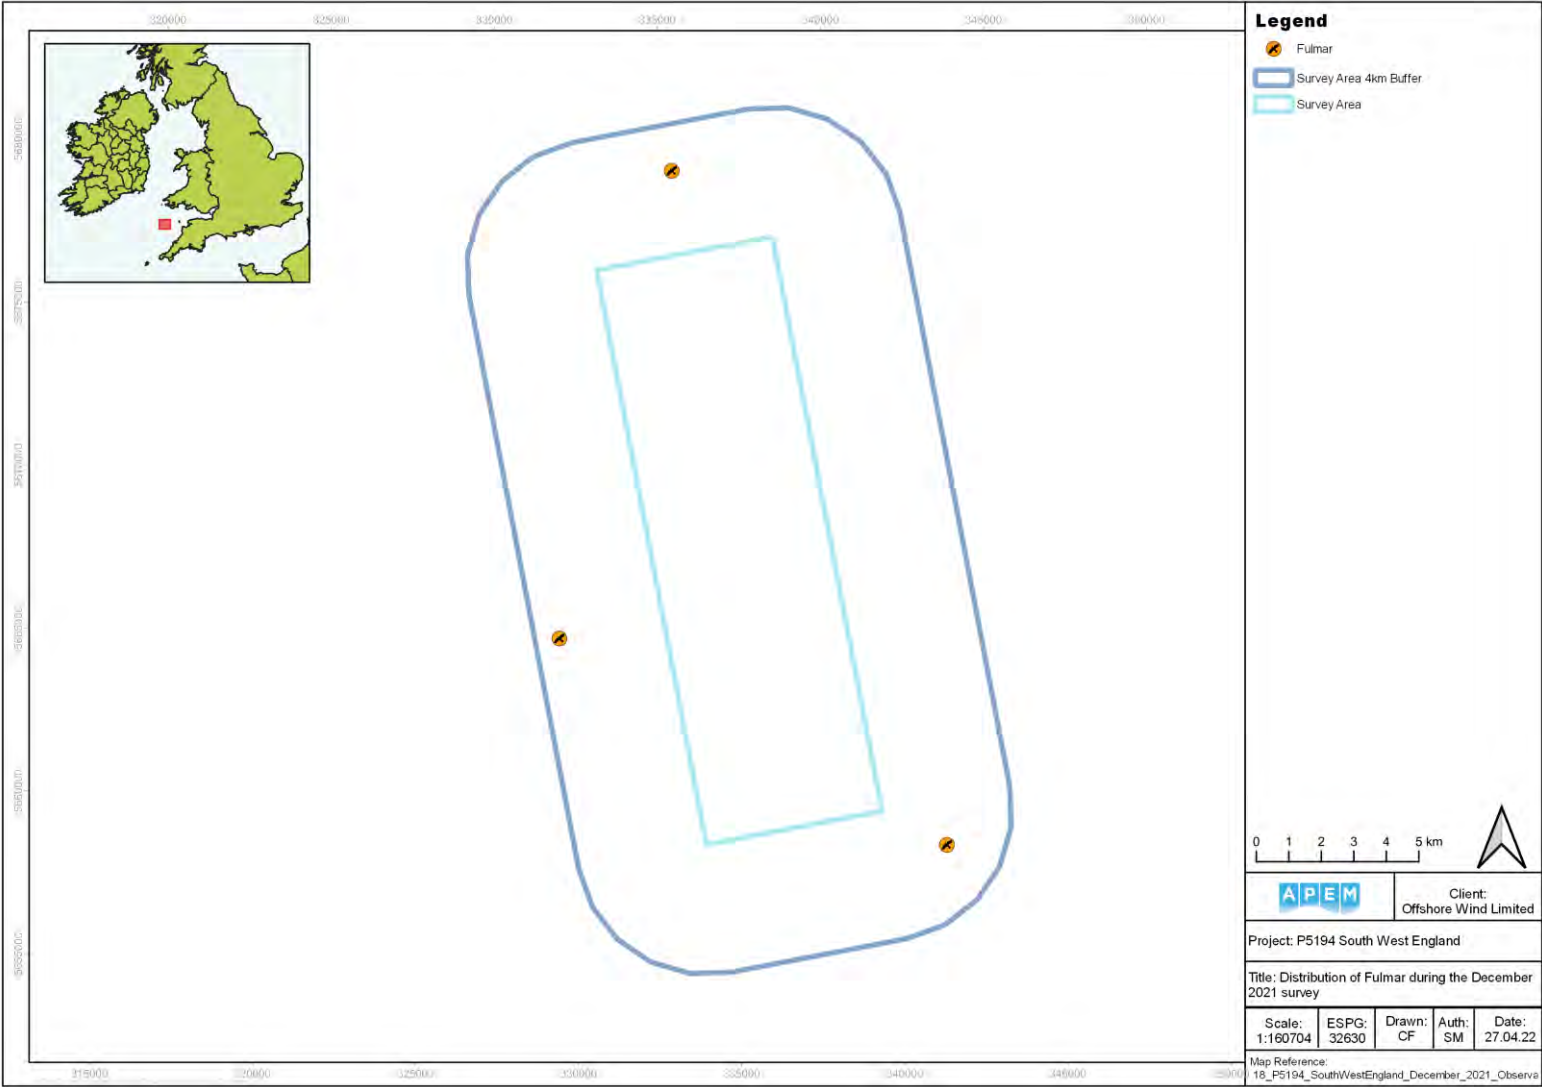 320000 325000 330000 335000 340000 345000 350000
Legend
Fulmar
Survey Area 4km Buffer
Survey Area
0 1 2 3 4 5 km
APEM
Client:
Offshore Wind Limited
Project: P5194 South West England
Title: Distribution of Fulmar during the December
2021 survey
Scale:
1:160704
ESPG:
32630
Drawn:
CF
Auth:
SM
Date:
27.04.22
Map Reference:
18_P5194_SouthWestEngland_December_2021_Observa
315000 320000 325000 330000 335000 340000 345000